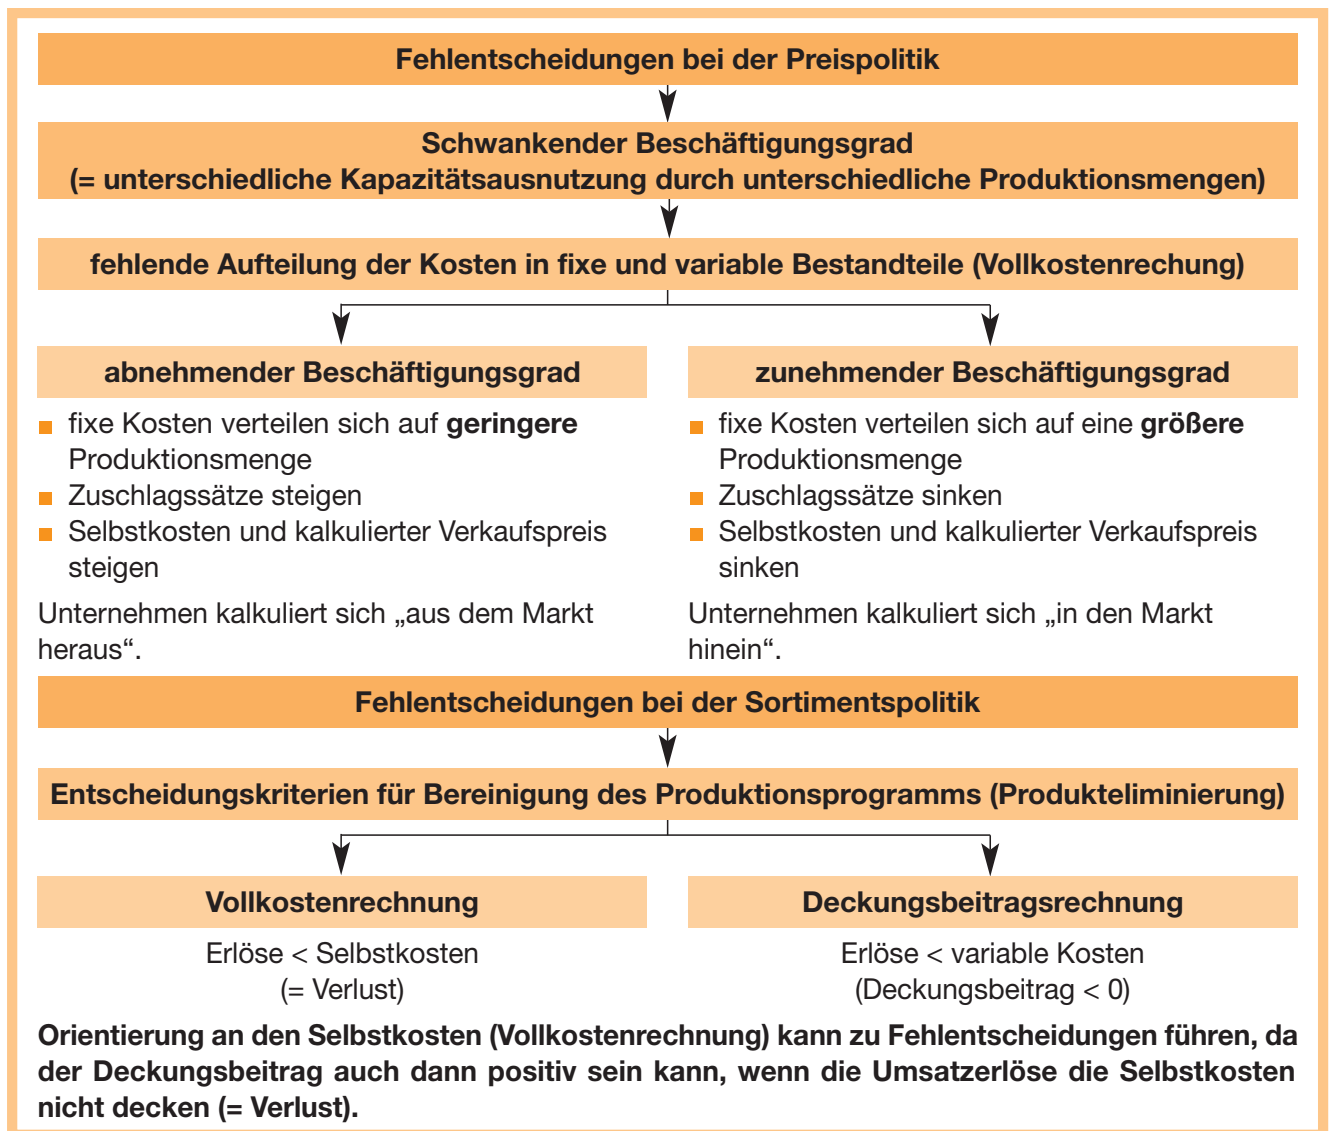 Fehlentscheidungen bei der Preispolitik
Schwankender Beschäftigungsgrad
(= unterschiedliche Kapazitätsausnutzung durch unterschiedliche Produktionsmengen)
fehlende Aufteilung der Kosten in fixe und variable Bestandteile (Vollkostenrechung)
abnehmender Beschäftigungsgrad
fixe Kosten verteilen sich auf geringere
Produktionsmenge
Zuschlagssätze steigen
Selbstkosten und kalkulierter Verkaufspreis
steigen
Unternehmen kalkuliert sich „aus dem Markt
heraus“.
zunehmender Beschäftigungsgrad
fixe Kosten verteilen sich auf eine größere
Produktionsmenge
Zuschlagssätze sinken
Selbstkosten und kalkulierter Verkaufspreis
sinken
Unternehmen kalkuliert sich „in den Markt
hinein“.
Fehlentscheidungen bei der Sortimentspolitik
Entscheidungskriterien für Bereinigung des Produktionsprogramms (Produkteliminierung)
Vollkostenrechnung
Erlöse < Selbstkosten
(= Verlust)
Deckungsbeitragsrechnung
Erlöse < variable Kosten
(Deckungsbeitrag < 0)
Orientierung an den Selbstkosten (Vollkostenrechnung) kann zu Fehlentscheidungen führen, da
der Deckungsbeitrag auch dann positiv sein kann, wenn die Umsatzerlöse die Selbstkosten
nicht decken (= Verlust).